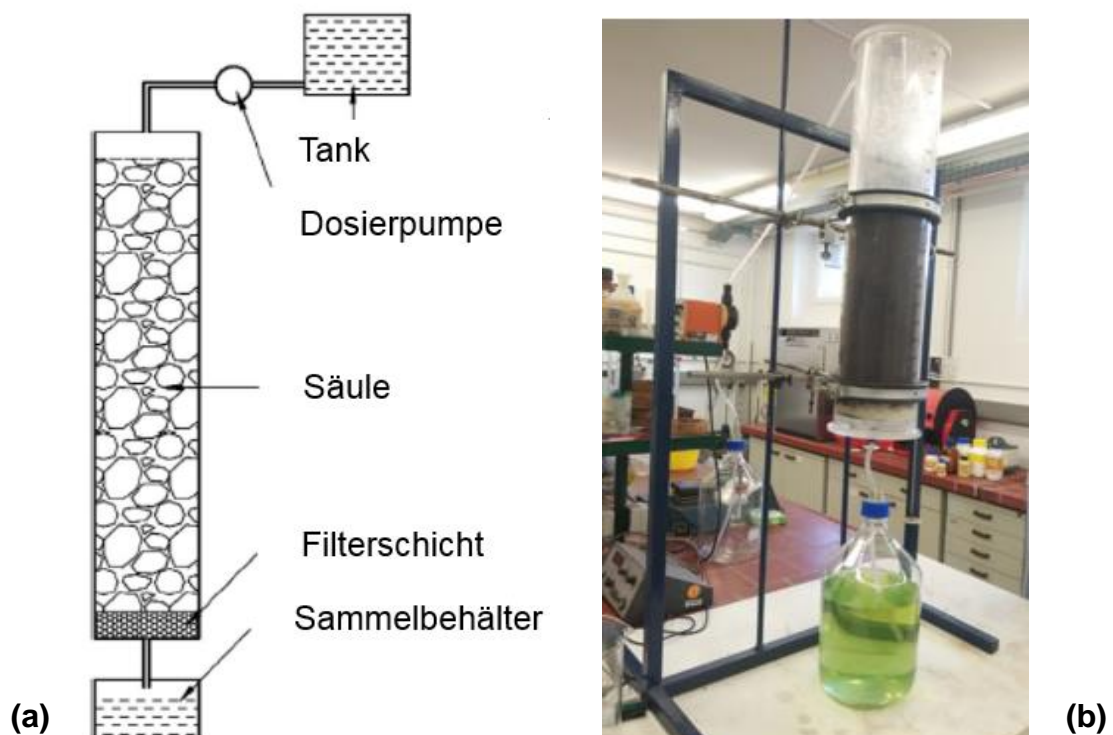 Tank
Dosierpumpe
Säule
Filterschicht
Sammelbehälter
(a)
(b)